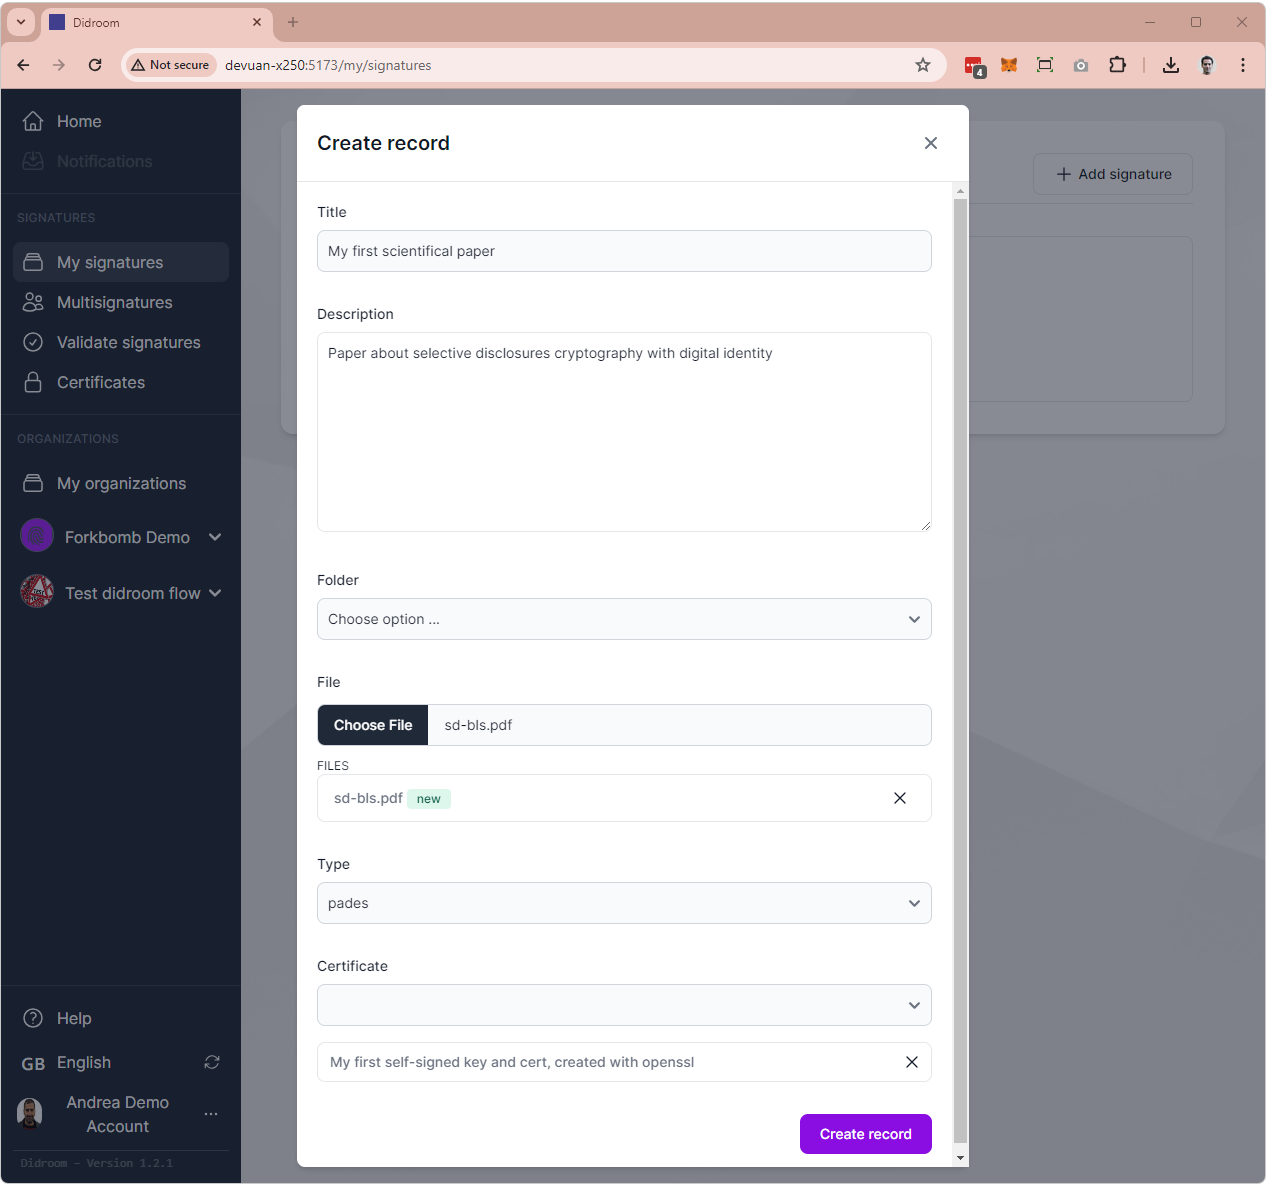 Didroom
Not secure
devuan-x250:5173/my/signatures
4
Home
Notifications
SIGNATURES
My signatures
Multisignatures
Validate signatures
Certificates
ORGANIZATIONS
My organizations
Forkbomb Demo
Test didroom flow
Help
GB English
Andrea Demo
Account
...
Didroom - Version 1.2.1
Add signature
Create record
Title
My first scientifical paper
Description
Paper about selective disclosures cryptography with digital identity
Folder
Choose option ...
File
Choose File sd-bls.pdf
FILES
sd-bls.pdf new
Type
pades
Certificate
My first self-signed key and cert, created with openssl
Create record